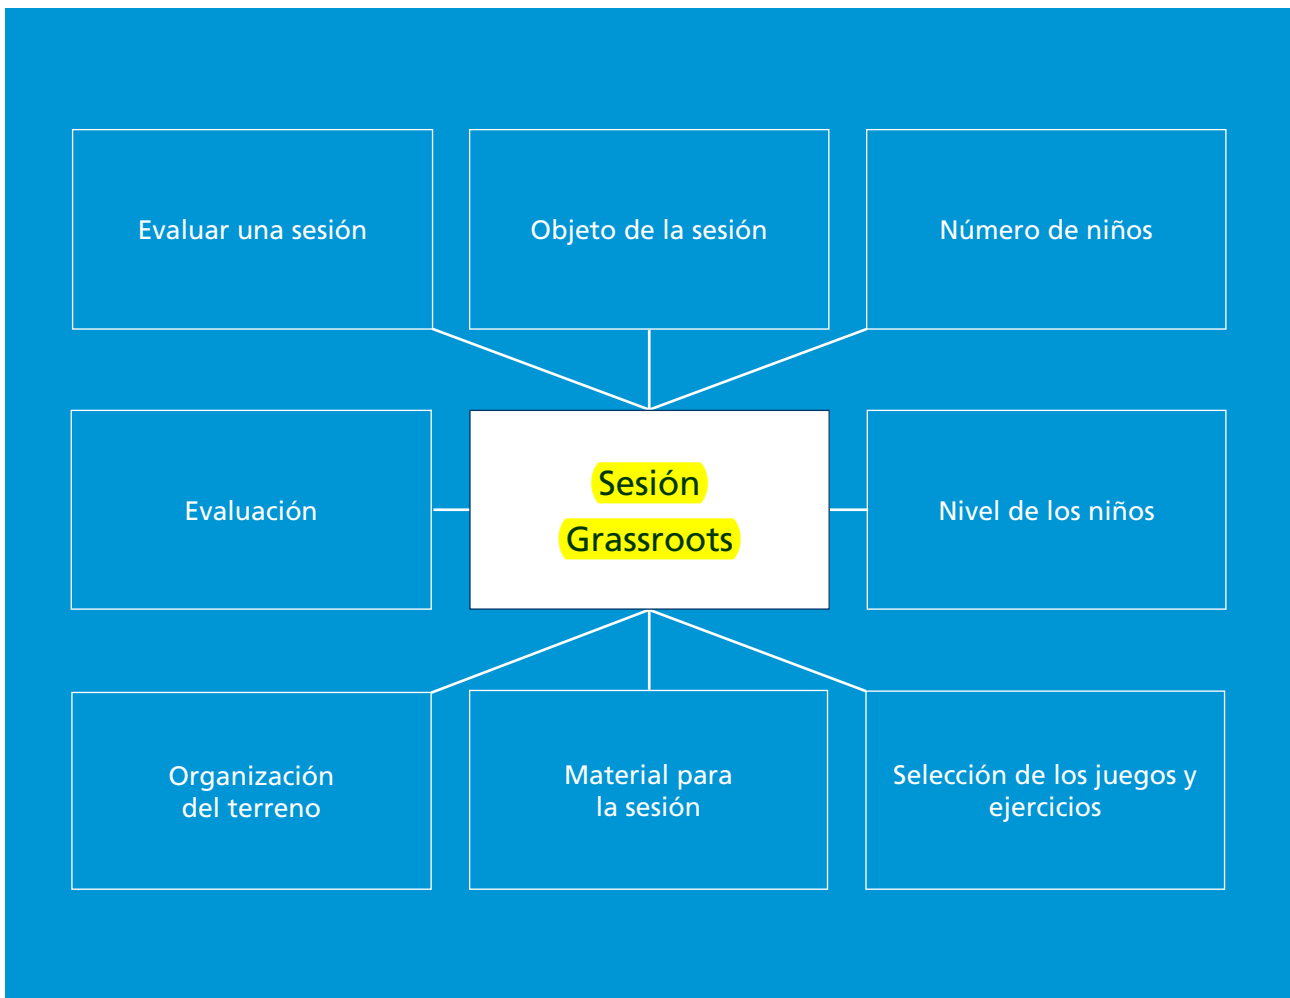 Evaluar una sesión
Objeto de la sesión
Número de niños
Evaluación
Sesión
Grassroots
Nivel de los niños
Organización
del terreno
Material para
la sesión
Selección de los juegos y
ejercicios